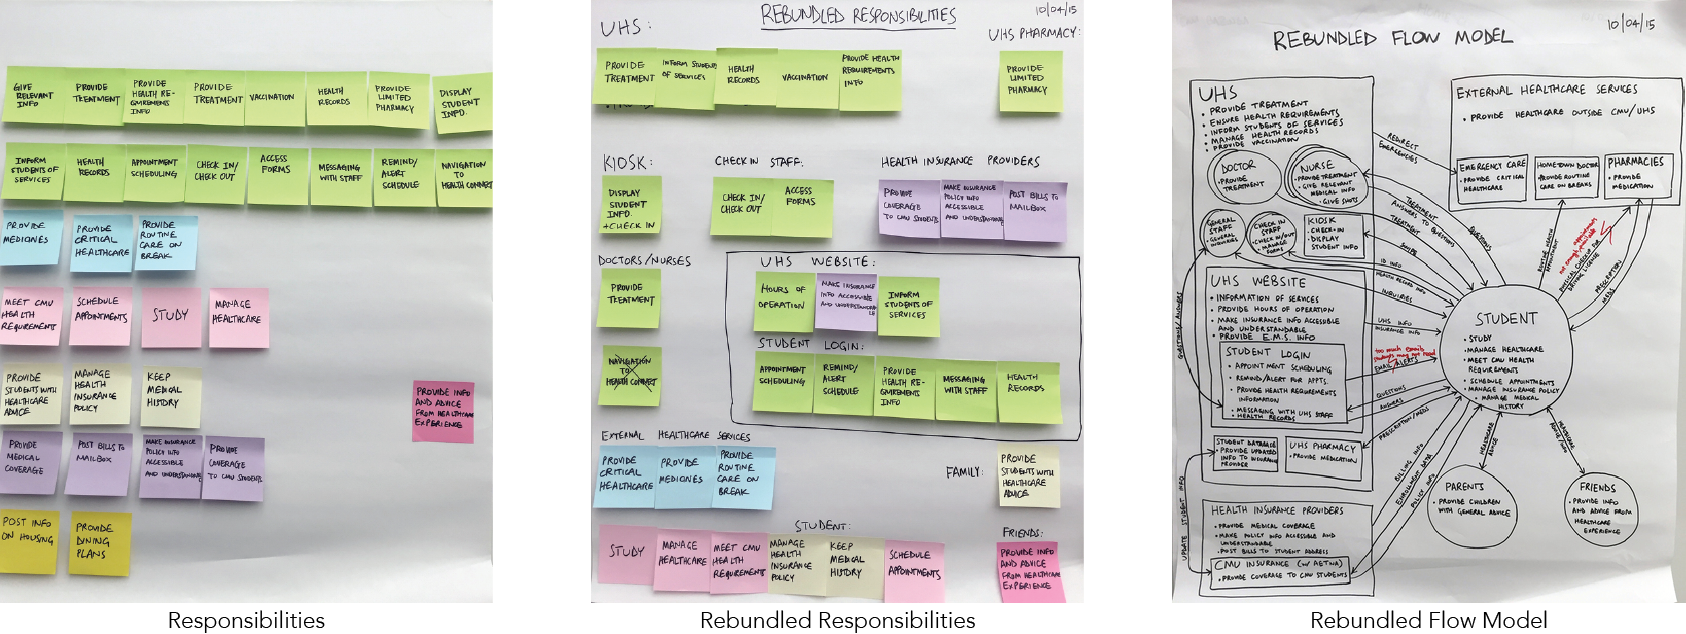 GIVE
RELEVANT
INFO
PROVIDE
TREATMENT
PROVIDE
HEALTH RE-
QUIREMENTS
INFO
PROVIDE
TREATMENT
VACCINATION
HEALTH
RECORDS
PROVIDE
LIMITED
PHARMACY
DISPLAY
STUDENT
INFO.
INFORM
STUDENTS OF
SERVICES
HEALTH
RECORDS
APPOINTMENT
SCHEDULING
CHECK IN/
CHECK OUT
ACCESS
FORMS
MESSAGING
WITH STAFF
REMIND/
ALERT
SCHEDULE
NAVIGATION
TO
HEALTH CONNECT
PROVIDE
MEDICINES
PROVIDE
CRITICAL
HEALTHCARE
PROVIDE
ROUTINE
CARE ON
BREAK
MEET CMU
HEALTH
REQUIREMENTS
SCHEDULE
APPOINTMENTS
STUDY
MANAGE
HEALTHCARE
PROVIDE
STUDENTS WITH
HEALTHCARE
ADVICE
MANAGE
HEALTH
INSURANCE
POLICY
KEEP
MEDICAL
HISTORY
PROVIDE INFO
AND ADVICE
FROM HEALTHCARE
EXPERIENCE
PROVIDE
MEDICAL
COVERAGE
POST BILLS TO
MAILBOX
MAKE INSURANCE
POLICY INFO
ACCESSIBLE
AND UNDERSTANDABLE
PROVIDE
COVERAGE
TO CMU STUDENTS
POST INFO
ON HOUSING
PROVIDE
DINING
PLANS
Responsibilities
REBUNDLED RESPONSIBILITIES
10/04/15
UHS:
UHS PHARMACY:
PROVIDE
TREATMENT
INFORM STUDENTS
OF SERVICES
HEALTH
RECORDS
VACCINATION
PROVIDE HEALTH
REQUIREMENTS
INFO
PROVIDE
LIMITED
PHARMACY
KIOSK:
CHECK IN STAFF:
HEALTH INSURANCE PROVIDERS
DISPLAY
STUDENT
INFO.
+CHECK IN
CHECK IN/
CHECK OUT
ACCESS
FORMS
PROVIDE
COVERAGE
TO CMU STUDENTS
MAKE INSURANCE
POLICY INFO
ACCESSIBLE
AND UNDERSTANDABLE
POST BILLS TO
MAILBOX
DOCTORS/NURSES
UHS WEBSITE:
PROVIDE
TREATMENT
HOURS OF
OPERATION
MAKE INSURANCE
INFO ACCESSIBLE
AND UNDERSTANDABLE
INFORM
STUDENTS OF
SERVICES
STUDENT LOGIN:
NAVIGATION
TO
HEALTH CONNECT
APPOINTMENT
SCHEDULING
REMIND/
ALERT
SCHEDULE
PROVIDE
HEALTH RE-
QUIREMENTS
INFO
MESSAGING
WITH STAFF
HEALTH
RECORDS
EXTERNAL HEALTHCARE SERVICES
PROVIDE
CRITICAL
HEALTHCARE
PROVIDE
MEDICINES
PROVIDE
ROUTINE
CARE ON
BREAK
FAMILY:
PROVIDE
STUDENTS WITH
HEALTHCARE
ADVICE
STUDENT:
FRIENDS:
STUDY
MANAGE
HEALTHCARE
MEET CMU
HEALTH
REQUIREMENTS
MANAGE
HEALTH
INSURANCE
POLICY
KEEP
MEDICAL
HISTORY
SCHEDULE
APPOINTMENTS
PROVIDE INFO
AND ADVICE
FROM HEALTHCARE
EXPERIENCE
Rebundled Responsibilities
10/04/15
REBUNDLED FLOW MODEL
UHS
• PROVIDE TREATMENT
• ENSURE HEALTH REQUIREMENTS
• INFORM STUDENTS OF SERVICES
• MANAGE HEALTH RECORDS
• PROVIDE VACCINATION
DOCTOR
• PROVIDE
TREATMENT
NURSE
• PROVIDE TREATMENT
• GIVE RELEVANT
MEDICAL INFO
• GIVE SHOTS
GENERAL
STAFF
• GENERAL
INQUIRIES
CHECK IN
STAFF
• CHECK IN/OUT
• MANAGE
FORMS
KIOSK
• CHECK-IN
• DISPLAY
STUDENT INFO
UHS WEBSITE
• INFORMATION OF SERVICES
• PROVIDE HOURS OF OPERATION
• MAKE INSURANCE INFO ACCESSIBLE
AND UNDERSTANDABLE
• PROVIDE E.M.S. INFO
STUDENT LOGIN
• APPOINTMENT SCHEDULING
• REMIND/ALERT FOR APPTS.
• PROVIDE HEALTH REQUIREMENTS
INFORMATION
• MESSAGING WITH UHS STAFF
• HEALTH RECORDS
STUDENT DATABASE
• PROVIDE UPDATED
INFO TO INSURANCE
PROVIDER
UHS PHARMACY
• PROVIDE MEDICATION
HEALTH INSURANCE PROVIDERS
• PROVIDE MEDICAL COVERAGE
• MAKE POLICY INFO ACCESSIBLE AND
UNDERSTANDABLE
• POST BILLS TO STUDENT ADDRESS
CMU INSURANCE (W/ AETNA)
• PROVIDE COVERAGE TO CMU STUDENTS
EXTERNAL HEALTHCARE SERVICES
• PROVIDE HEALTHCARE OUTSIDE CMU/UHS
EMERGENCY CARE
• PROVIDE CRITICAL
HEALTHCARE
HOMETOWN DOCTOR
• PROVIDE ROUTINE
CARE ON BREAKS
PHARMACIES
• PROVIDE
MEDICATION
REDIRECT
EMERGENCIES
TREATMENT
ANSWERS TO QUESTIONS
TREATMENT
QUESTIONS
ID INFO
HEALTH RECORD INFO
INQUIRIES
UHS INFO
INSURANCE INFO
too much emails
students may not read
EMAIL ALERTS
QUESTIONS
ANSWERS
PRESCRIPTION/MEDS
BILLING INFO
ENROLLMENT DATA
POLICY INFO
QUESTIONS/ANSWERS
UPDATE STUDENT INFO
ROUTINE HEALTH
APPOINTMENT
PRESCRIPTION
MEDS
STUDENT
• STUDY
• MANAGE HEALTHCARE
• MEET CMU HEALTH
REQUIREMENTS
• SCHEDULE APPOINTMENTS
• MANAGE INSURANCE POLICY
• MANAGE MEDICAL
HISTORY
HEALTHCARE
ADVICE
PARENTS
• PROVIDE CHILDREN
WITH GENERAL ADVICE
FRIENDS
• PROVIDE INFO
AND ADVICE FROM
HEALTHCARE
EXPERIENCE
Rebundled Flow Model